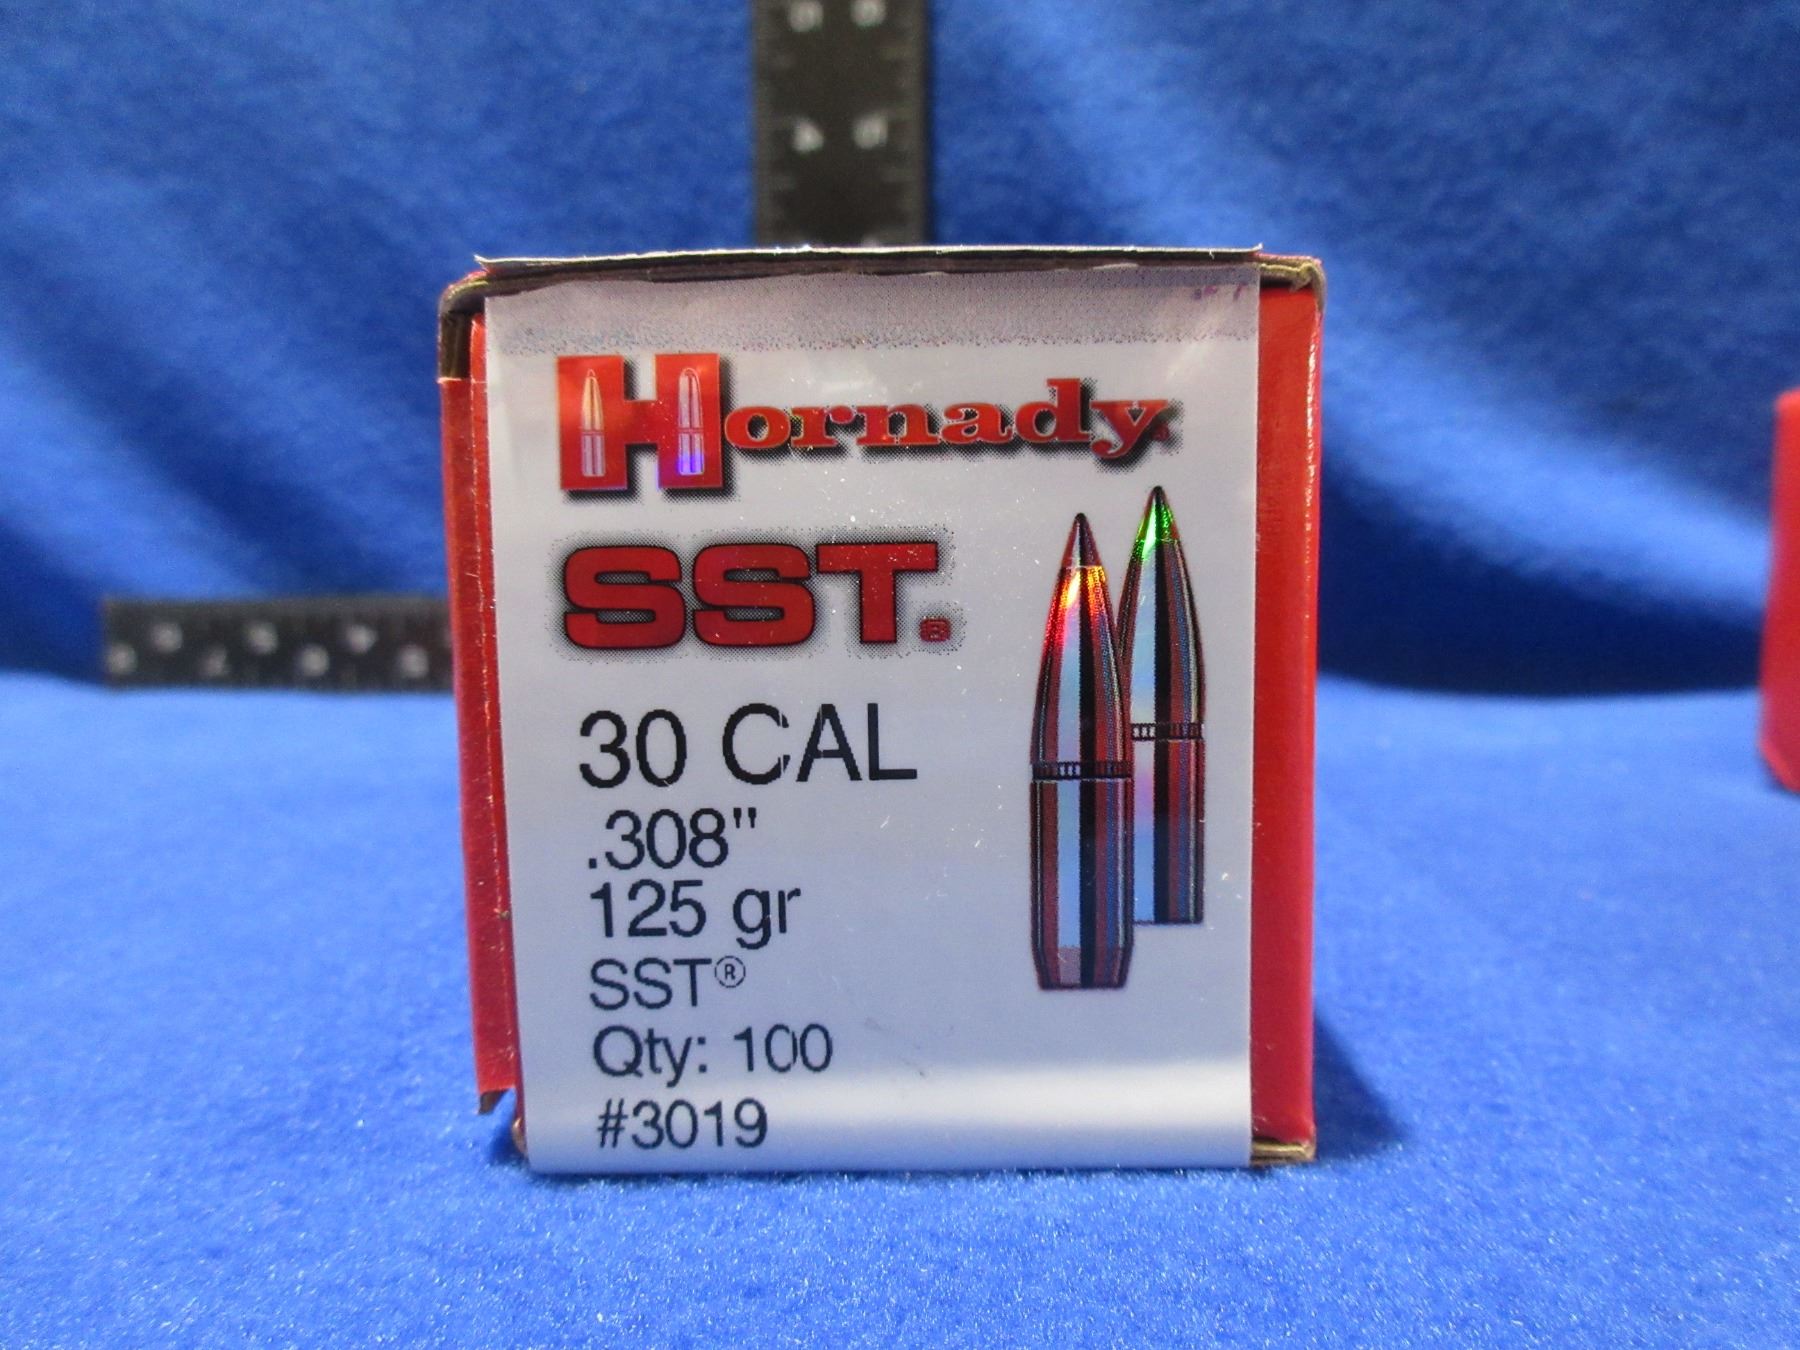 Hornady
SST®
30 CAL
.308"
125 gr
SST®
Qty: 100
#3019